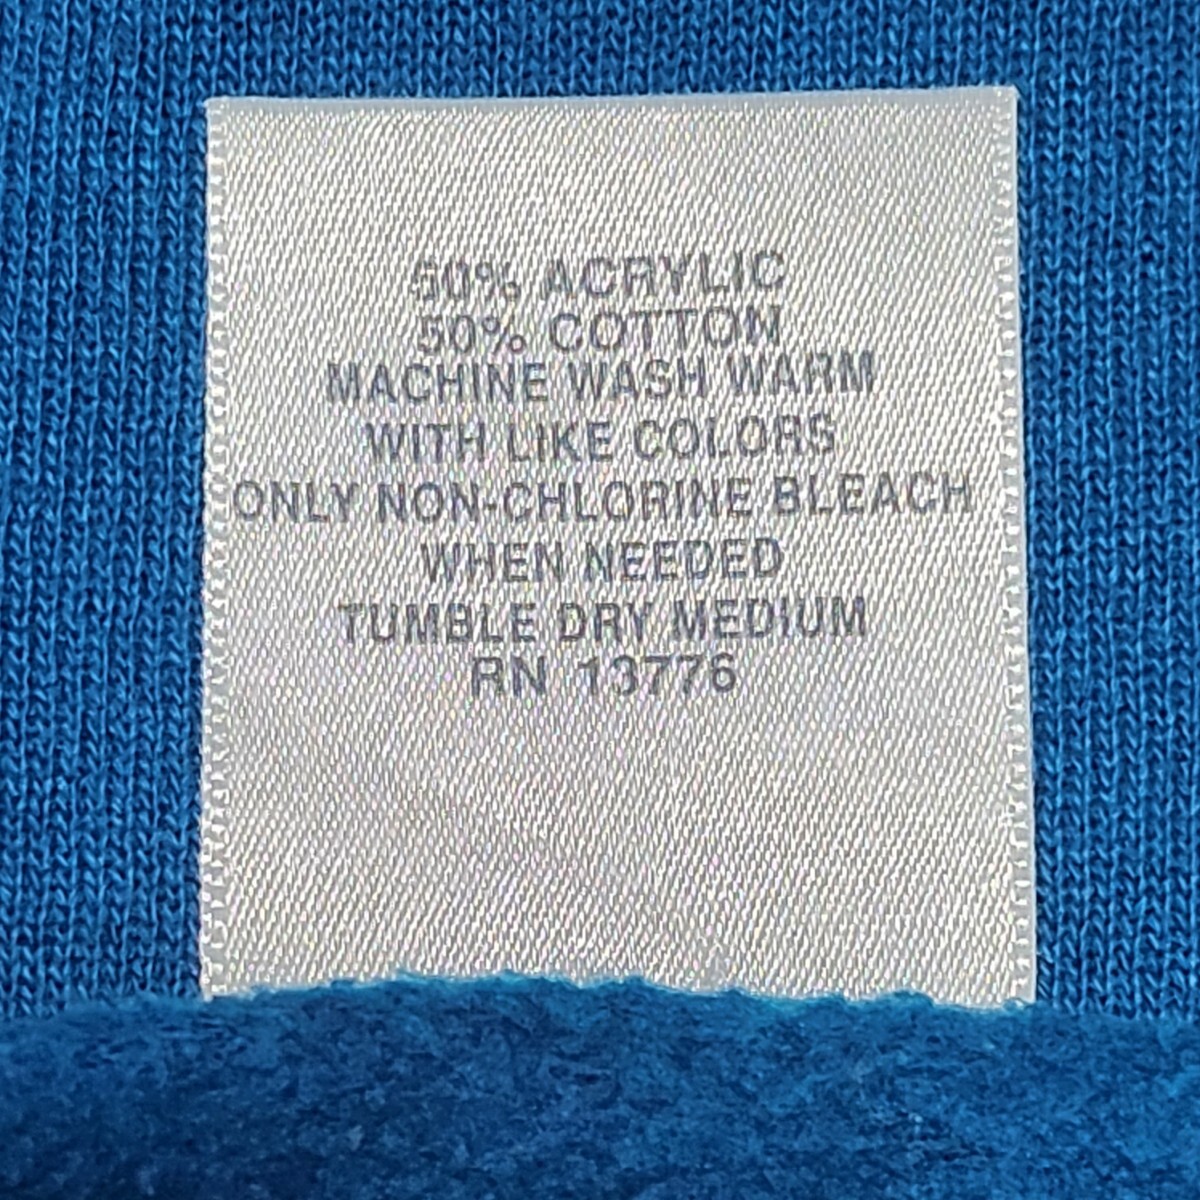 50% ACRYLIC
50% COTTON
MACHINE WASH WARM
WITH LIKE COLORS
ONLY NON-CHLORINE BLEACH
WHEN NEEDED
TUMBLE DRY MEDIUM
RN 13776